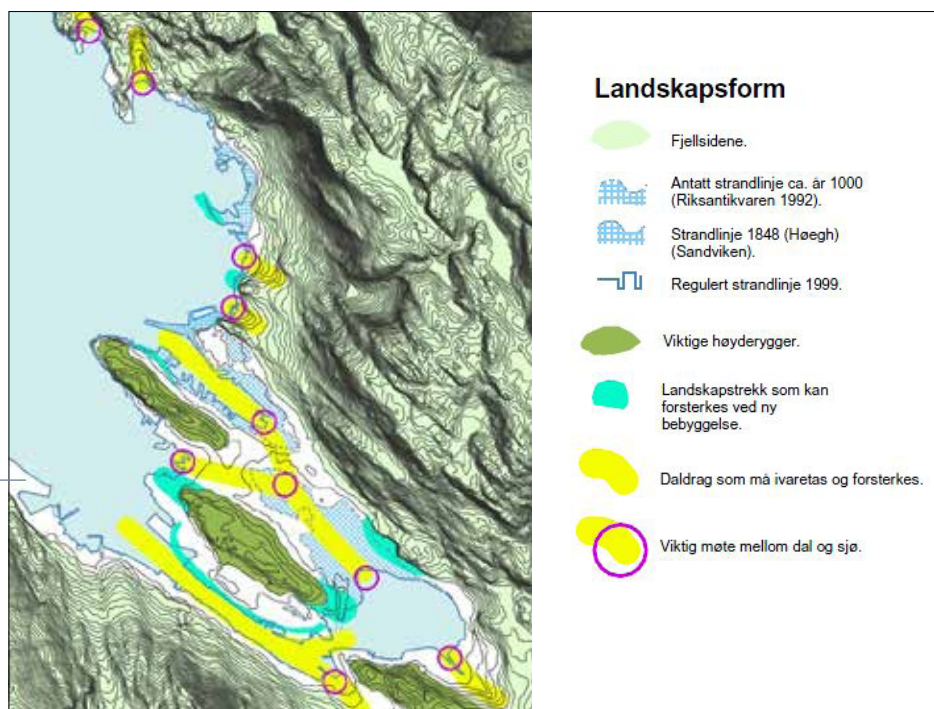 Landskapsform
Fjellsidene.
Antatt strandlinje ca. år 1000
(Riksantikvaren 1992).
Strandlinje 1848 (Høegh)
(Sandviken).
Regulert strandlinje 1999.
Viktige høyderygger.
Landskapstrekk som kan
forsterkes ved ny
bebyggelse.
Daldrag som må ivaretas og forsterkes.
Viktig møte mellom dal og sjø.